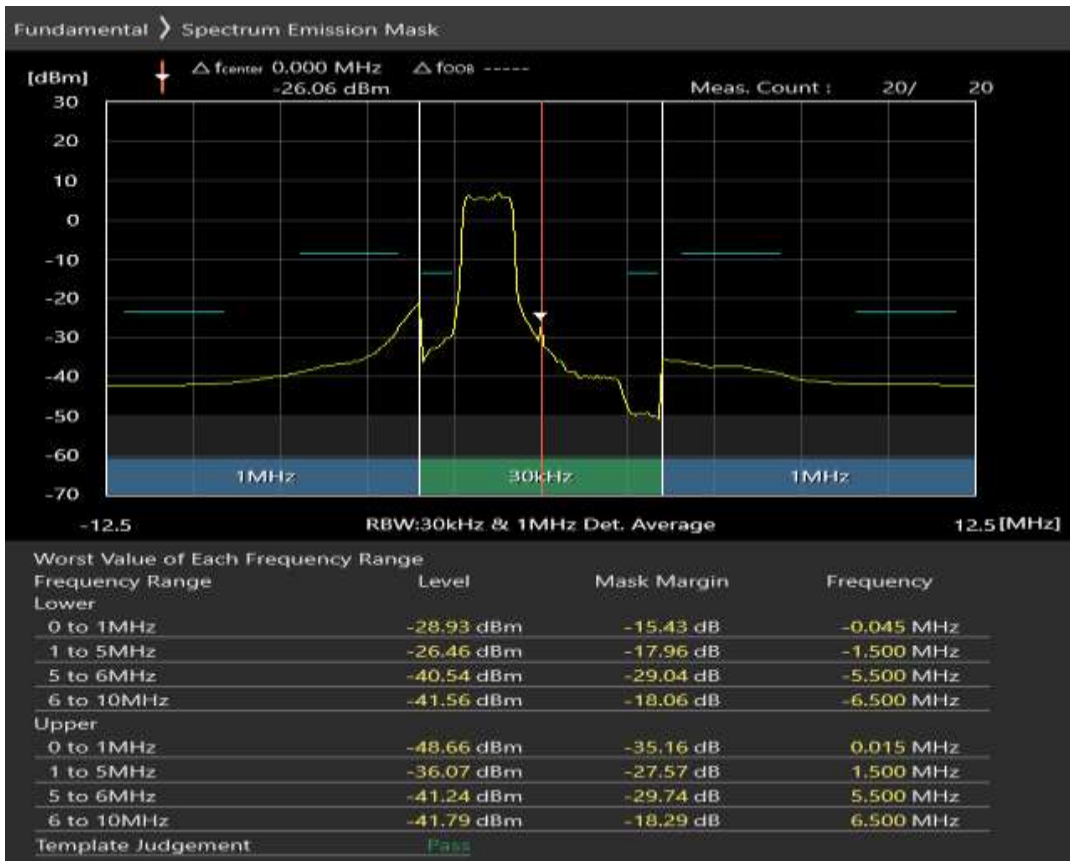 Fundamental ❯ Spectrum Emission Mask
[dBm]
△ fcenter 0.000 MHz △ fOOB -----
-26.06 dBm
Meas. Count : 20/ 20
30
20
10
0
-10
-20
-30
-40
-50
-60
-70
1MHz 30kHz 1MHz
-12.5 RBW:30kHz & 1MHz Det. Average 12.5 [MHz]
Worst Value of Each Frequency Range
Frequency Range Level Mask Margin Frequency
Lower
0 to 1MHz -28.93 dBm -15.43 dB -0.045 MHz
1 to 5MHz -26.46 dBm -17.96 dB -1.500 MHz
5 to 6MHz -40.54 dBm -29.04 dB -5.500 MHz
6 to 10MHz -41.56 dBm -18.06 dB -6.500 MHz
Upper
0 to 1MHz -48.66 dBm -35.16 dB 0.015 MHz
1 to 5MHz -36.07 dBm -27.57 dB 1.500 MHz
5 to 6MHz -41.24 dBm -29.74 dB 5.500 MHz
6 to 10MHz -41.79 dBm -18.29 dB 6.500 MHz
Template Judgement Pass